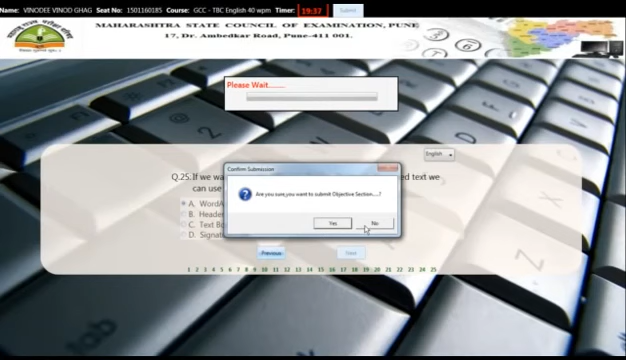 Name: VINODEE VINOD GHAG Seat No: 1501160185 Course: GCC - TBC English 40 wpm Timer: 19:37 Submit
MAHARASHTRA STATE COUNCIL OF EXAMINATION, PUNE
17, Dr. Ambedkar Road, Pune-411 001.
Please Wait.........
English
Confirm Submission
Q.25: If we wa ed text we
can use
Are you sure,you want to submit Objective Section.....?
A. WordA
B. Header
C. Text Bo
D. Signat
Yes No
Previous Next
1 2 3 4 5 6 7 8 9 10 11 12 13 14 15 16 17 18 19 20 21 22 23 24 25